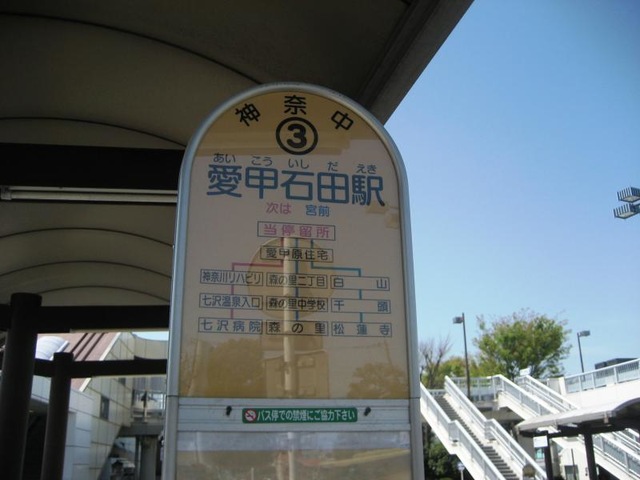 神奈中
③
あいこういしだえき
愛甲石田駅
次は 宮前
当停留所
愛甲原住宅
神奈川リハビリ 森の里二丁目 白山
七沢温泉入口 森の里中学校 千頭
七沢病院 森の里 松蓮寺
バス停での禁煙にご協力下さい